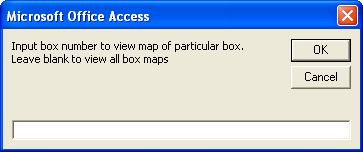 Microsoft Office Access
Input box number to view map of particular box.
Leave blank to view all box maps
OK
Cancel